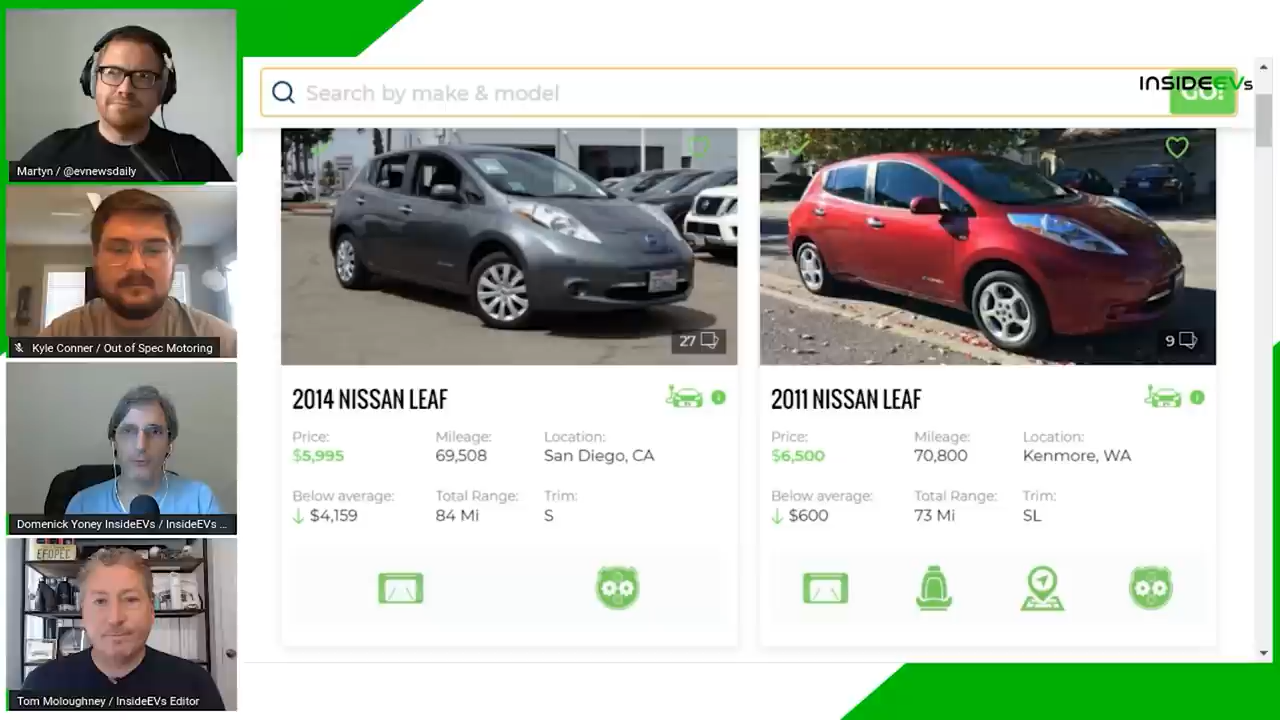 Martyn / @evnewsdaily
Kyle Conner / Out of Spec Motoring
Domenick Yoney InsideEVs / InsideEVs ...
EFOPEC
Tom Moloughney / InsideEVs Editor
Search by make & model
INSIDEEVs
GO!
27
9
2014 NISSAN LEAF
Price:
Mileage:
Location:
$5,995
69,508
San Diego, CA
Below average:
Total Range:
Trim:
$4,159
84 Mi
S
2011 NISSAN LEAF
Price:
Mileage:
Location:
$6,500
70,800
Kenmore, WA
Below average:
Total Range:
Trim:
$600
73 Mi
SL